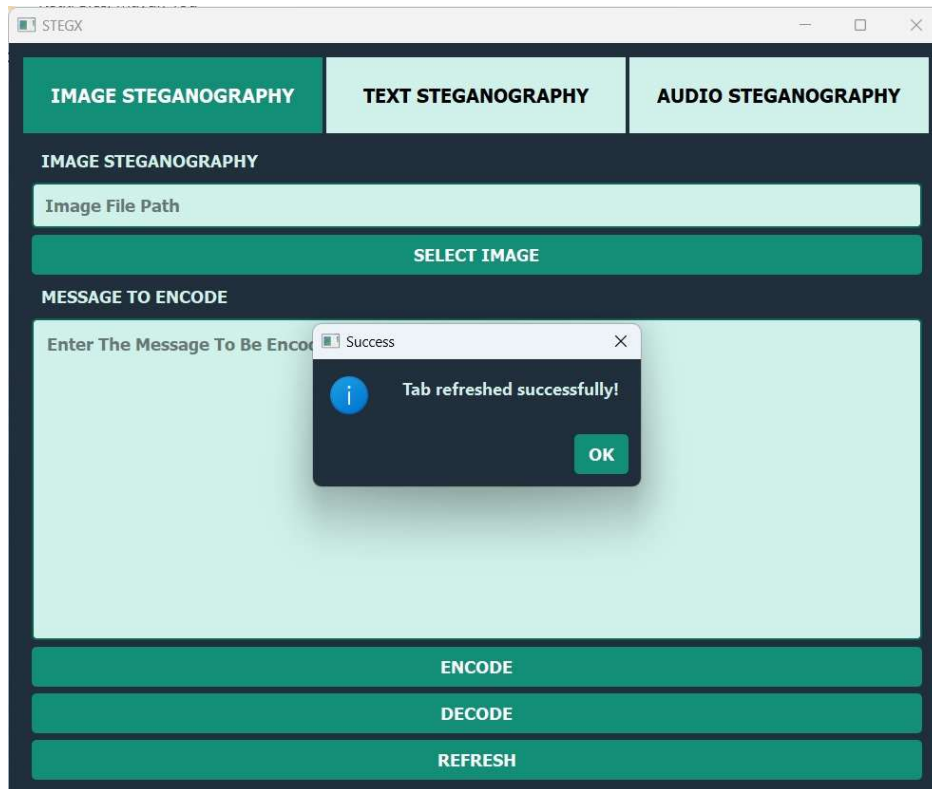 STEGX
IMAGE STEGANOGRAPHY TEXT STEGANOGRAPHY AUDIO STEGANOGRAPHY
IMAGE STEGANOGRAPHY
Image File Path
SELECT IMAGE
MESSAGE TO ENCODE
Enter The Message To Be
Success
Tab refreshed successfully!
OK
ENCODE
DECODE
REFRESH